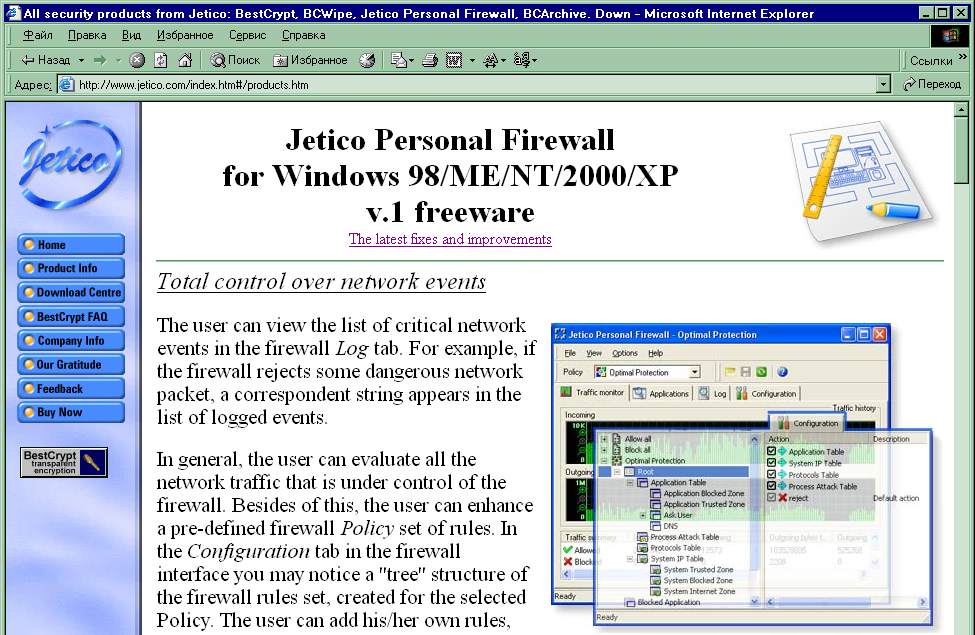 All security products from Jetico: BestCrypt, BCWipe, Jetico Personal Firewall, BCArchive. Down - Microsoft Internet Explorer
Файл Правка Вид Избранное Сервис Справка
Назад Поиск Избранное Ссылки »
Адрес: http://www.jetico.com/index.htm#/products.htm Переход
Jetico
Home
Product Info
Download Centre
BestCrypt FAQ
Company Info
Our Gratitude
Feedback
Buy Now
BestCrypt
transparent
encryption
Jetico Personal Firewall
for Windows 98/ME/NT/2000/XP
v.1 freeware
The latest fixes and improvements
Total control over network events
The user can view the list of critical network
events in the firewall Log tab. For example, if
the firewall rejects some dangerous network
packet, a correspondent string appears in the
list of logged events.
In general, the user can evaluate all the
network traffic that is under control of the
firewall. Besides of this, the user can enhance
a pre-defined firewall Policy set of rules. In
the Configuration tab in the firewall
interface you may notice a "tree" structure of
the firewall rules set, created for the selected
Policy. The user can add his/her own rules,
Jetico Personal Firewall - Optimal Protection
File View Options Help
Policy Optimal Protection
Traffic monitor Applications Log Configuration
Incoming Traffic history
10K
Outgoing
1M
Traffic summary
Allowed
Blocked
Ready
Configuration
Allow all
Block all
Optimal Protection
Root
Application Table
Application Blocked Zone
Application Trusted Zone
Ask User
DNS
Process Attack Table
Protocols Table
System IP Table
System Trusted Zone
System Blocked Zone
System Internet Zone
Blocked Application
Action Description
Application Table
System IP Table
Protocols Table
Process Attack Table
reject Default action
Ready